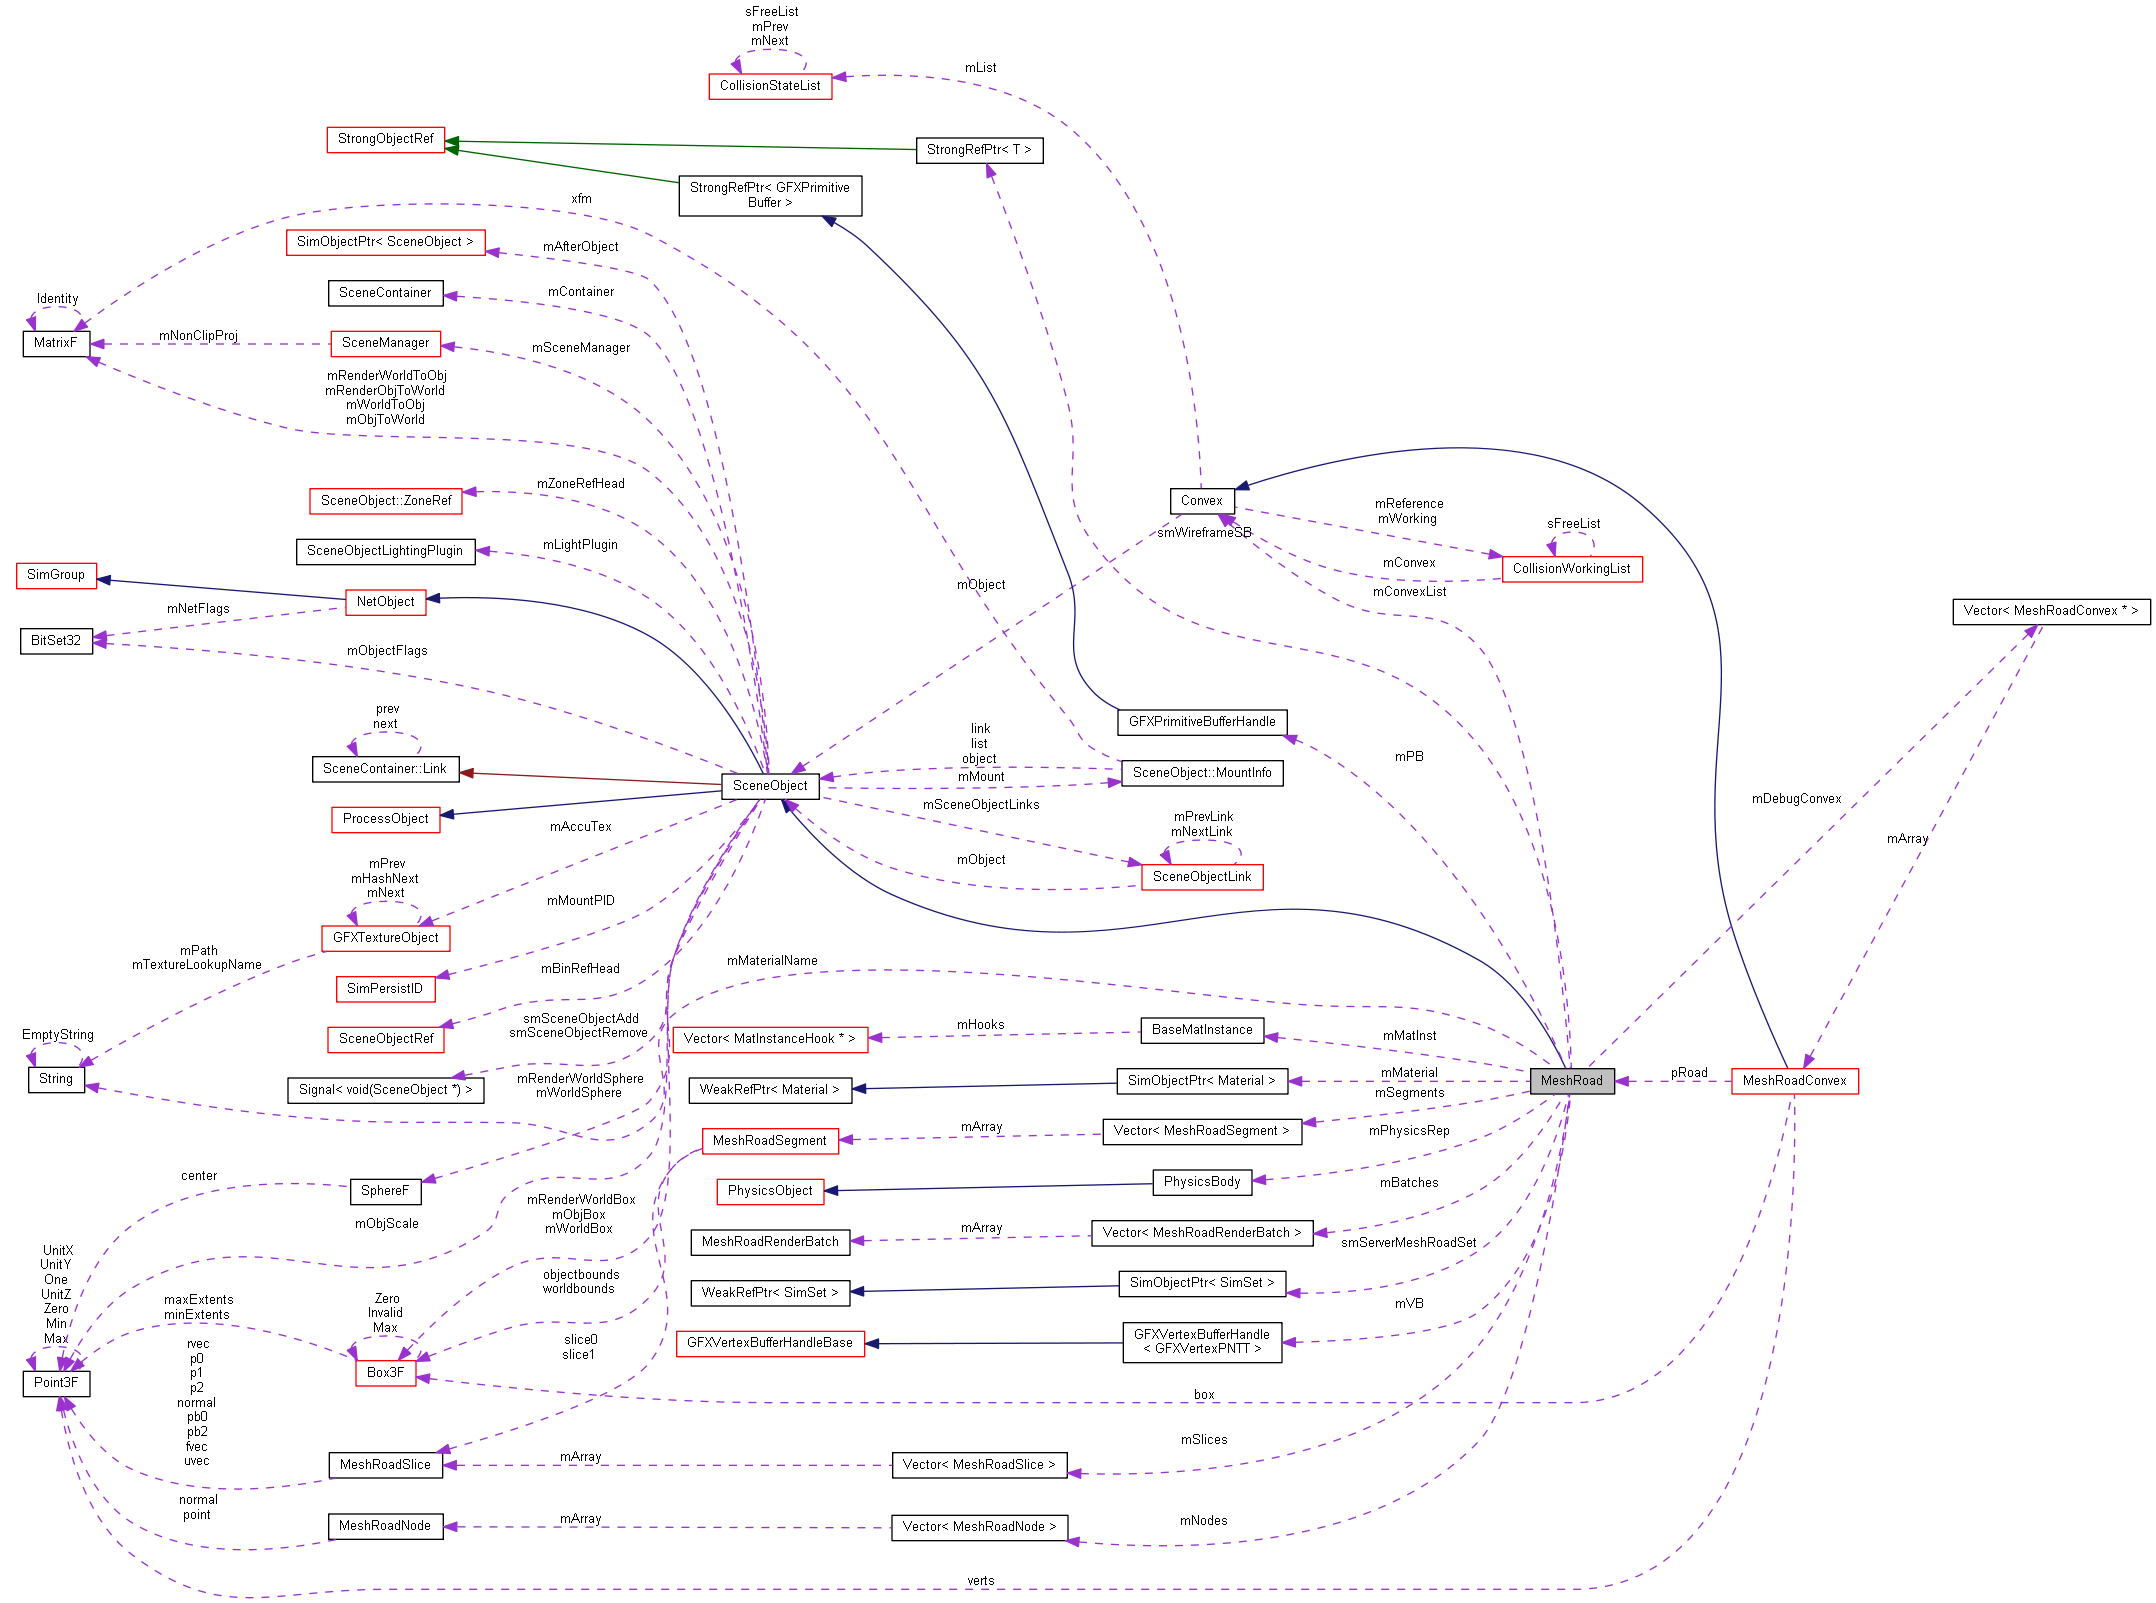 sFreeList
mPrev
mNext
CollisionStateList
mList
StrongObjectRef
StrongRefPtr< T >
StrongRefPtr< GFXPrimitive
Buffer >
xfm
SimObjectPtr< SceneObject >
mAfterObject
SceneContainer
mContainer
Identity
MatrixF
mNonClipProj
SceneManager
mSceneManager
mRenderWorldToObj
mRenderObjToWorld
mWorldToObj
mObjToWorld
SceneObject::ZoneRef
mZoneRefHead
Convex
mReference
mWorking
sFreeList
smWireframeSB
SceneObjectLightingPlugin
mLightPlugin
mConvex
CollisionWorkingList
mConvexList
SimGroup
NetObject
mNetFlags
mObject
Vector< MeshRoadConvex * >
BitSet32
mObjectFlags
prev
next
SceneContainer::Link
link
list
object
mMount
GFXPrimitiveBufferHandle
SceneObject::MountInfo
mPB
SceneObject
mDebugConvex
mSceneObjectLinks
mPrevLink
mNextLink
ProcessObject
mAccuTex
mArray
mPrev
mHashNext
mNext
mObject
SceneObjectLink
GFXTextureObject
mMountPID
mPath
mTextureLookupName
mBinRefHead
mMaterialName
SimPersistID
smSceneObjectAdd
smSceneObjectRemove
EmptyString
String
SceneObjectRef
Vector< MatInstanceHook * >
mHooks
BaseMatInstance
mMatInst
Signal< void(SceneObject *) >
mRenderWorldSphere
mWorldSphere
WeakRefPtr< Material >
SimObjectPtr< Material >
mMaterial
mSegments
MeshRoad
pRoad
MeshRoadConvex
MeshRoadSegment
mArray
Vector< MeshRoadSegment >
mPhysicsRep
center
SphereF
PhysicsObject
PhysicsBody
mBatches
mObjScale
mRenderWorldBox
mObjBox
mWorldBox
MeshRoadRenderBatch
mArray
Vector< MeshRoadRenderBatch >
smServerMeshRoadSet
UnitX
UnitY
One
UnitZ
Zero
Min
Max
Point3F
maxExtents
minExtents
Zero
Invalid
Max
Box3F
objectbounds
worldbounds
WeakRefPtr< SimSet >
SimObjectPtr< SimSet >
mVB
slice0
slice1
GFXVertexBufferHandleBase
GFXVertexBufferHandle
< GFXVertexPNTT >
rvec
p0
p1
p2
normal
pb0
pb2
fvec
uvec
box
MeshRoadSlice
mArray
Vector< MeshRoadSlice >
mSlices
normal
point
MeshRoadNode
mArray
Vector< MeshRoadNode >
mNodes
verts